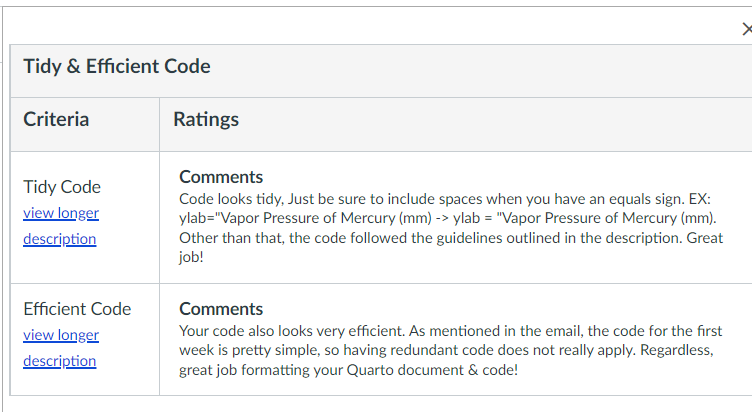 Tidy & Efficient Code
Criteria
Ratings
Tidy Code
view longer
description
Comments
Code looks tidy, Just be sure to include spaces when you have an equals sign. EX:
ylab="Vapor Pressure of Mercury (mm) -> ylab = "Vapor Pressure of Mercury (mm).
Other than that, the code followed the guidelines outlined in the description. Great
job!
Efficient Code
view longer
description
Comments
Your code also looks very efficient. As mentioned in the email, the code for the first
week is pretty simple, so having redundant code does not really apply. Regardless,
great job formatting your Quarto document & code!